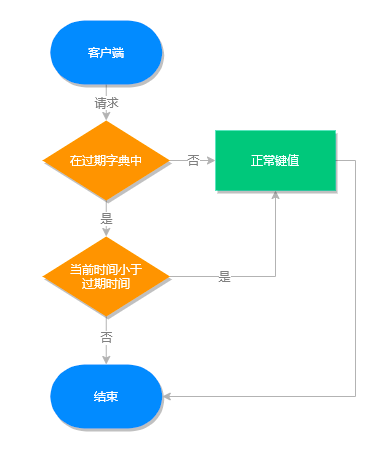 客户端
请求
在过期字典中
否
正常键值
是
当前时间小于
过期时间
是
否
结束